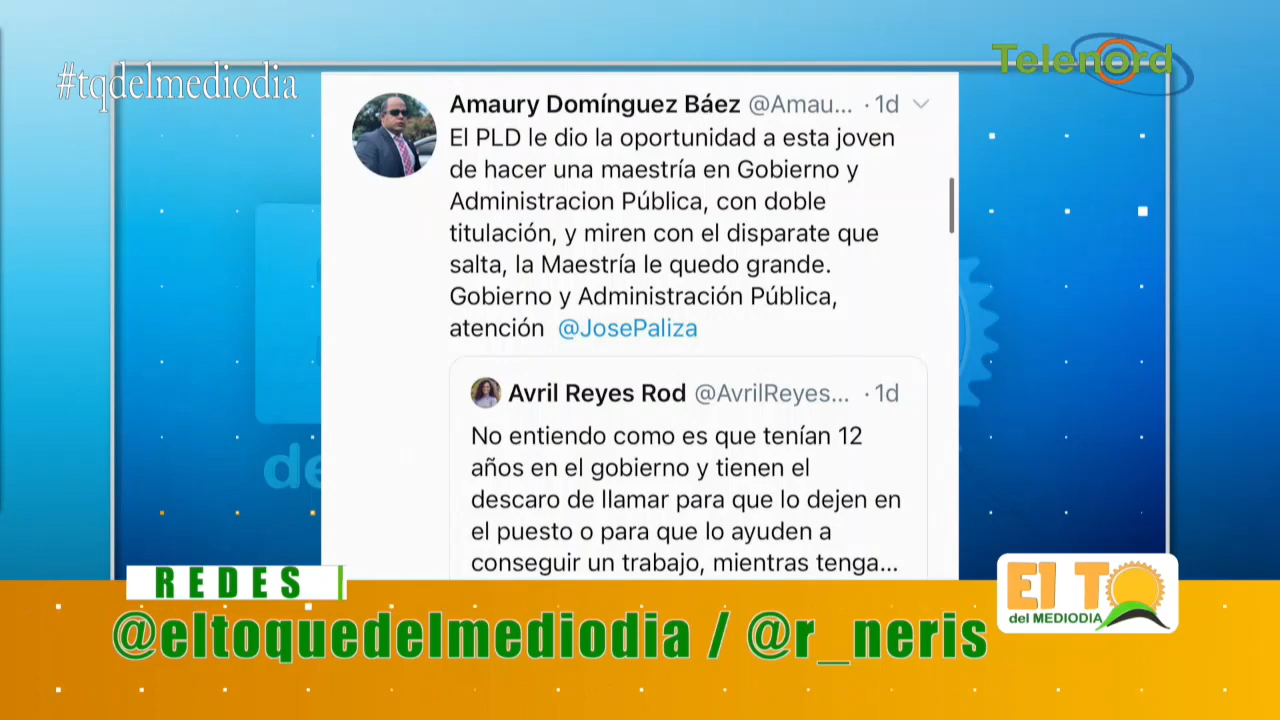 #tqdelmediodia
Telenord
Amaury Domínguez Báez @Amau... · 1d
El PLD le dio la oportunidad a esta joven
de hacer una maestría en Gobierno y
Administracion Pública, con doble
titulación, y miren con el disparate que
salta, la Maestría le quedo grande.
Gobierno y Administración Pública,
atención @JosePaliza
Avril Reyes Rod @AvrilReyes... · 1d
No entiendo como es que tenían 12
años en el gobierno y tienen el
descaro de llamar para que lo dejen en
el puesto o para que lo ayuden a
conseguir un trabajo, mientras tenga...
de
REDES
@eltoquedelmediodia / @r_neris
El TO
del MEDIODIA